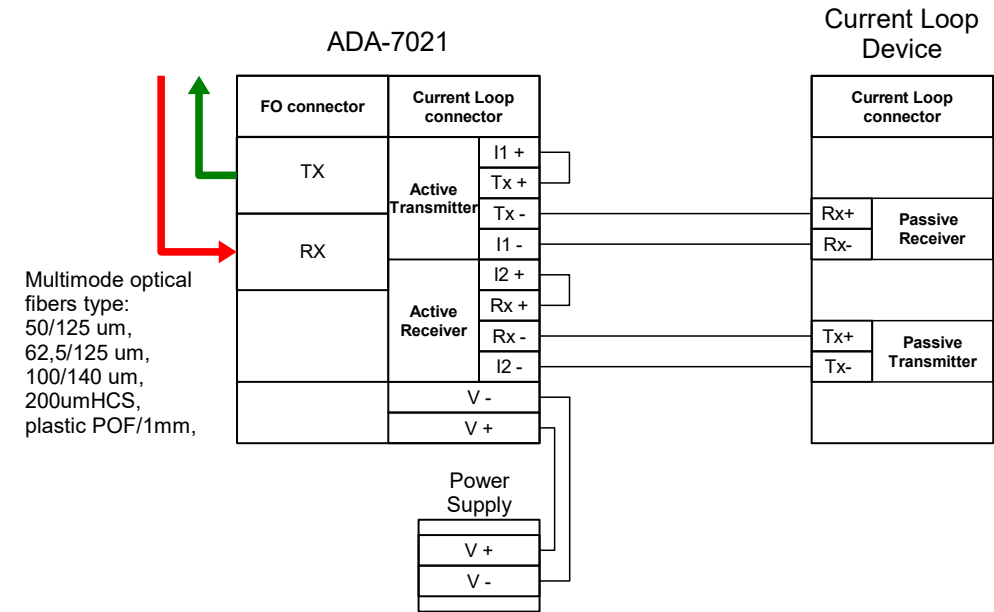 ADA-7021
Current Loop
Device
FO connector
Current Loop
connector
Current Loop
connector
TX
RX
Active
Transmitter
I1 +
Tx +
Tx -
I1 -
Active
Receiver
I2 +
Rx +
Rx -
I2 -
V -
V +
Rx+
Rx-
Passive
Receiver
Tx+
Tx-
Passive
Transmitter
Multimode optical
fibers type:
50/125 um,
62,5/125 um,
100/140 um,
200umHCS,
plastic POF/1mm,
Power
Supply
V +
V -